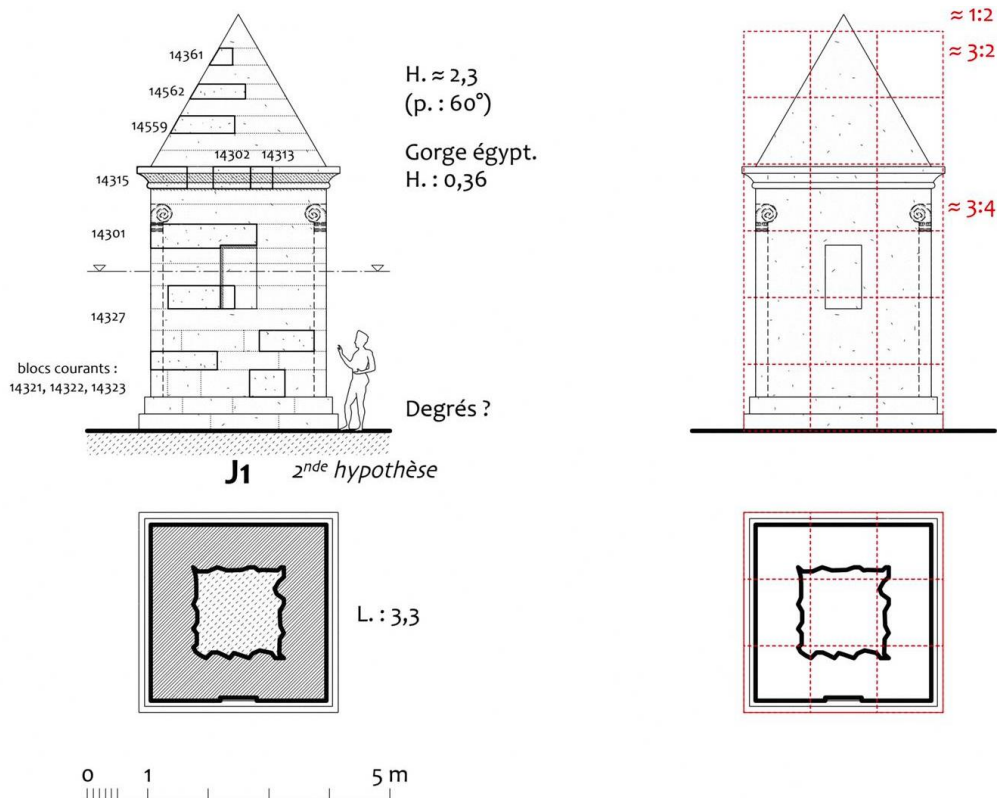 14361
14562
14559
14302 14313
14315
14301
14327
blocs courants :
14321, 14322, 14323
H. ≈ 2,3
(p. : 60°)
Gorge égypt.
H. : 0,36
Degrés ?
J1 2nde hypothèse
L. : 3,3
≈ 1:2
≈ 3:2
≈ 3:4
0 1 5 m